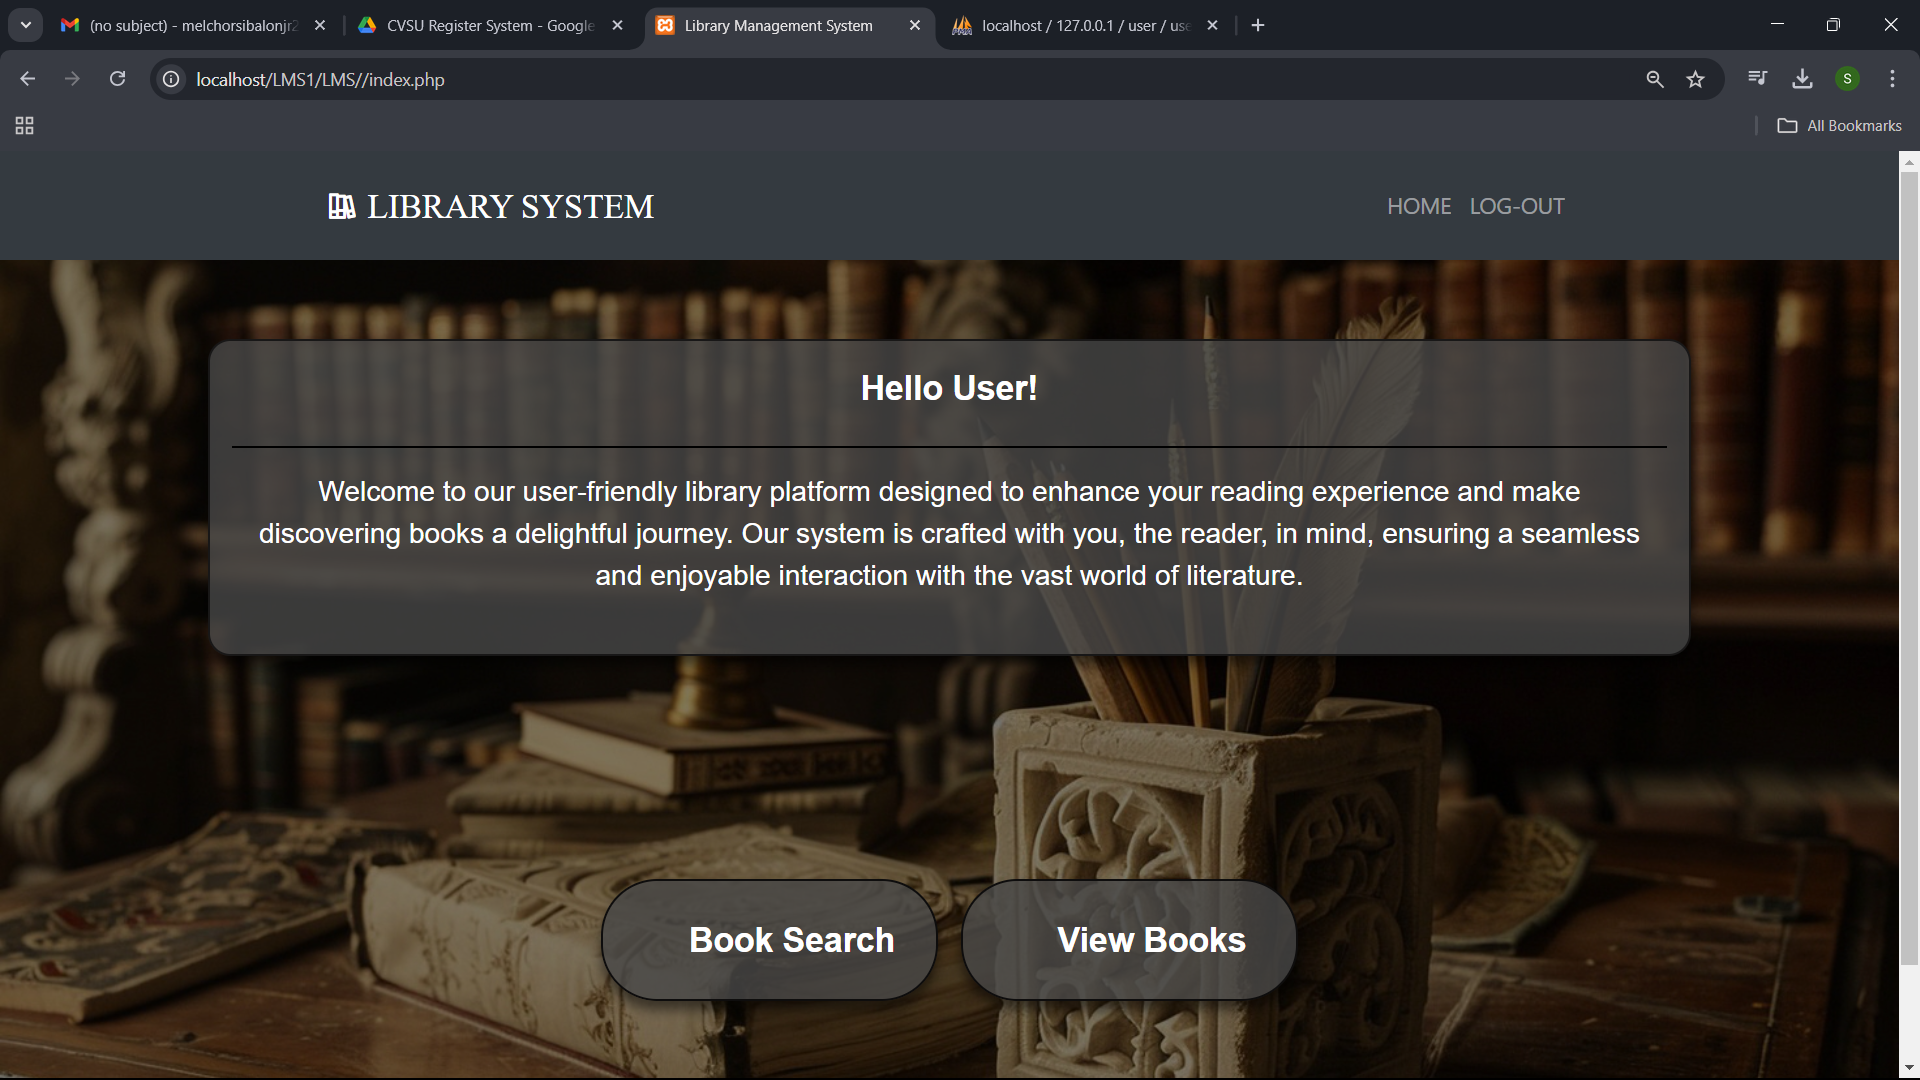 (no subject) - melchorsibalonjr2
CVSU Register System - Google
Library Management System
localhost / 127.0.0.1 / user / use
localhost/LMS1/LMS//index.php
S
All Bookmarks
LIBRARY SYSTEM
HOME LOG-OUT
Hello User!
Welcome to our user-friendly library platform designed to enhance your reading experience and make
discovering books a delightful journey. Our system is crafted with you, the reader, in mind, ensuring a seamless
and enjoyable interaction with the vast world of literature.
Book Search
View Books